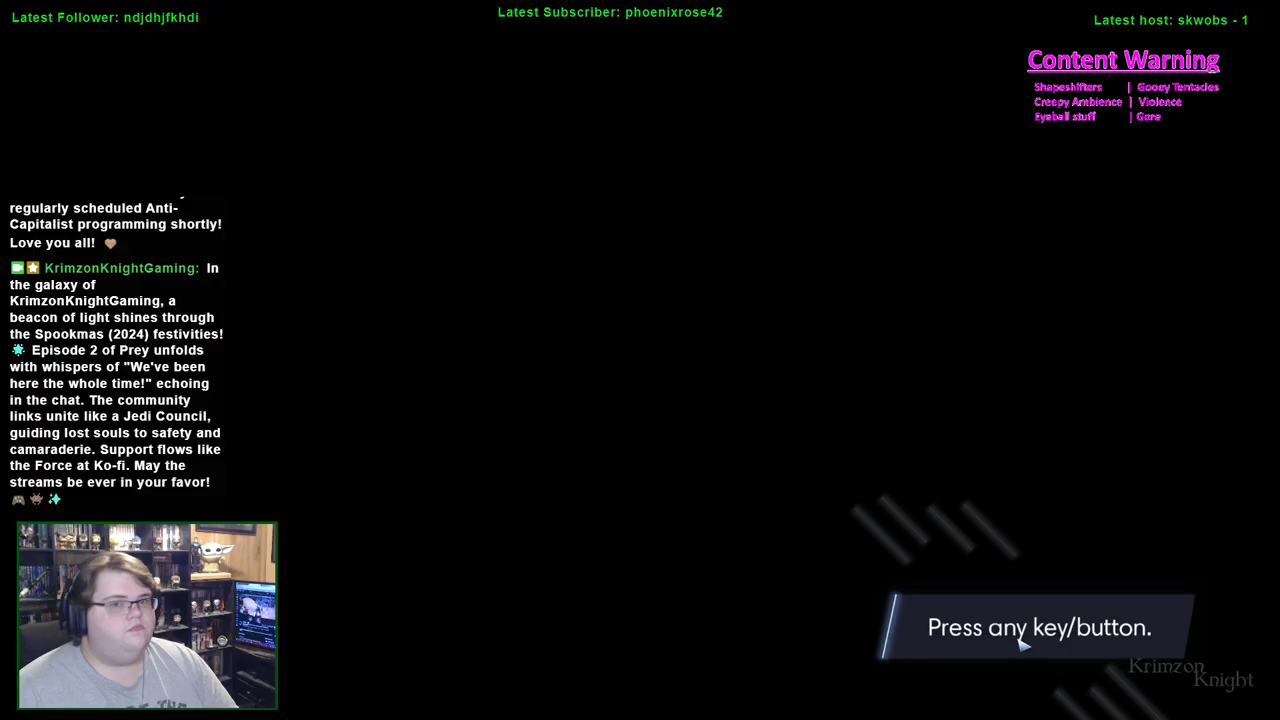 Latest Follower: ndjdhjfkhdi
Latest Subscriber: phoenixrose42
Latest host: skwobs - 1
Content Warning
Shapeshifters | Gooey Tentacles
Creepy Ambience | Violence
Eyeball stuff | Gore
regularly scheduled Anti-
Capitalist programming shortly!
Love you all!
KrimzonKnightGaming: In
the galaxy of
KrimzonKnightGaming, a
beacon of light shines through
the Spookmas (2024) festivities!
Episode 2 of Prey unfolds
with whispers of "We've been
here the whole time!" echoing
in the chat. The community
links unite like a Jedi Council,
guiding lost souls to safety and
camaraderie. Support flows like
the Force at Ko-fi. May the
streams be ever in your favor!
Press any key/button.
Krimzon
Knight